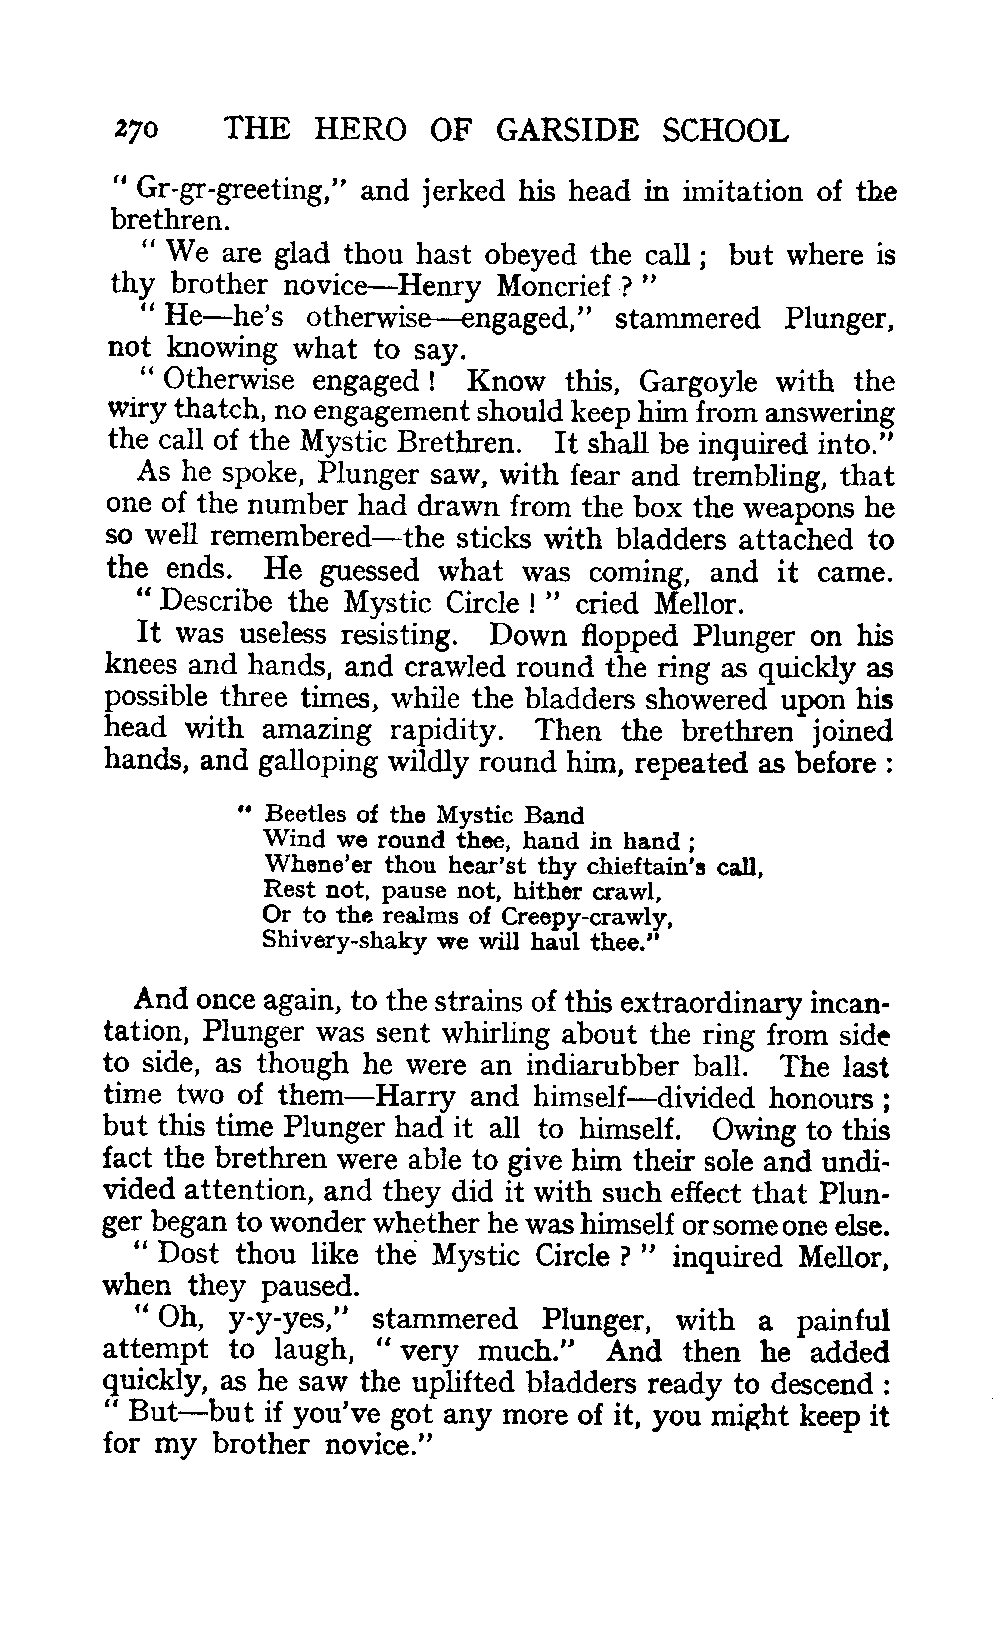 270 THE HERO OF GARSIDE SCHOOL
" Gr-gr-greeting," and jerked his head in imitation of the
brethren.
" We are glad thou hast obeyed the call ; but where is
thy brother novice—Henry Moncrief ? "
" He—he's otherwise—engaged," stammered Plunger,
not knowing what to say.
" Otherwise engaged ! Know this, Gargoyle with the
wiry thatch, no engagement should keep him from answering
the call of the Mystic Brethren. It shall be inquired into."
As he spoke, Plunger saw, with fear and trembling, that
one of the number had drawn from the box the weapons he
so well remembered—the sticks with bladders attached to
the ends. He guessed what was coming, and it came.
" Describe the Mystic Circle ! " cried Mellor.
It was useless resisting. Down flopped Plunger on his
knees and hands, and crawled round the ring as quickly as
possible three times, while the bladders showered upon his
head with amazing rapidity. Then the brethren joined
hands, and galloping wildly round him, repeated as before :
" Beetles of the Mystic Band
Wind we round thee, hand in hand ;
Whene'er thou hear'st thy chieftain's call,
Rest not, pause not, hither crawl,
Or to the realms of Creepy-crawly,
Shivery-shaky we will haul thee."
And once again, to the strains of this extraordinary incan-
tation, Plunger was sent whirling about the ring from side
to side, as though he were an indiarubber ball. The last
time two of them—Harry and himself—divided honours ;
but this time Plunger had it all to himself. Owing to this
fact the brethren were able to give him their sole and undi-
vided attention, and they did it with such effect that Plun-
ger began to wonder whether he was himself or some one else.
" Dost thou like the Mystic Circle ? " inquired Mellor,
when they paused.
" Oh, y-y-yes," stammered Plunger, with a painful
attempt to laugh, " very much." And then he added
quickly, as he saw the uplifted bladders ready to descend :
" But—but if you've got any more of it, you might keep it
for my brother novice."